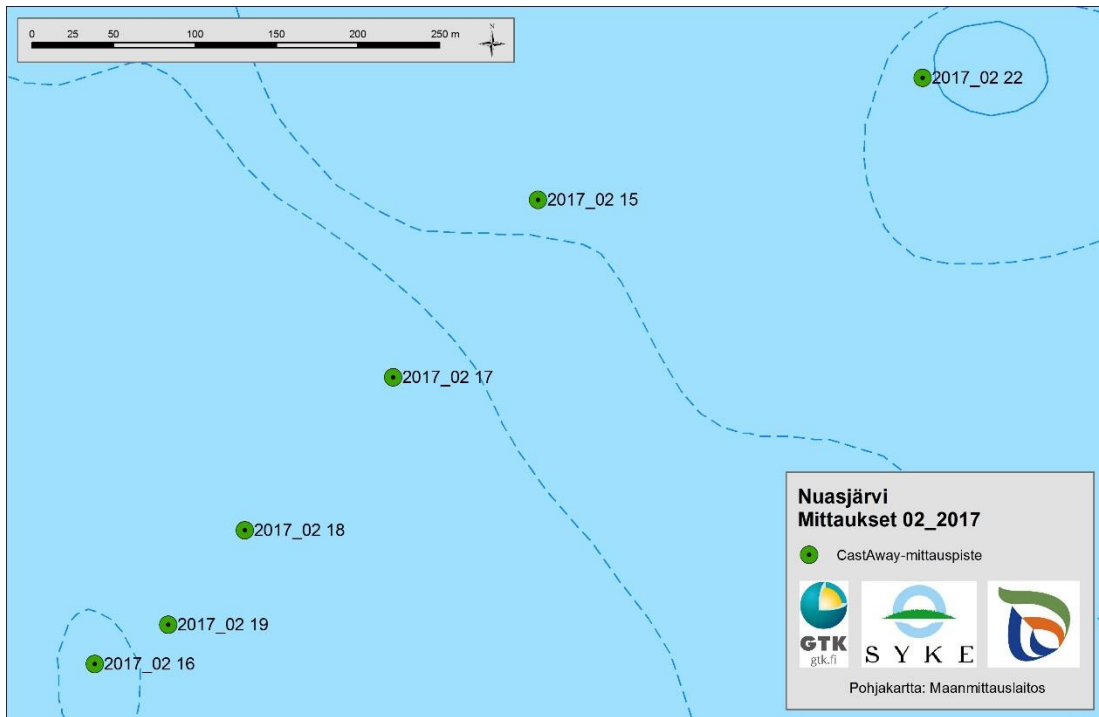 0 25 50 100 150 200 250 m
N
2017_02 22
2017_02 15
2017_02 17
2017_02 18
2017_02 19
2017_02 16
Nuasjärvi
Mittaukset 02_2017
CastAway-mittauspiste
GTK
gtk.fi
SYKE
Pohjakartta: Maanmittauslaitos